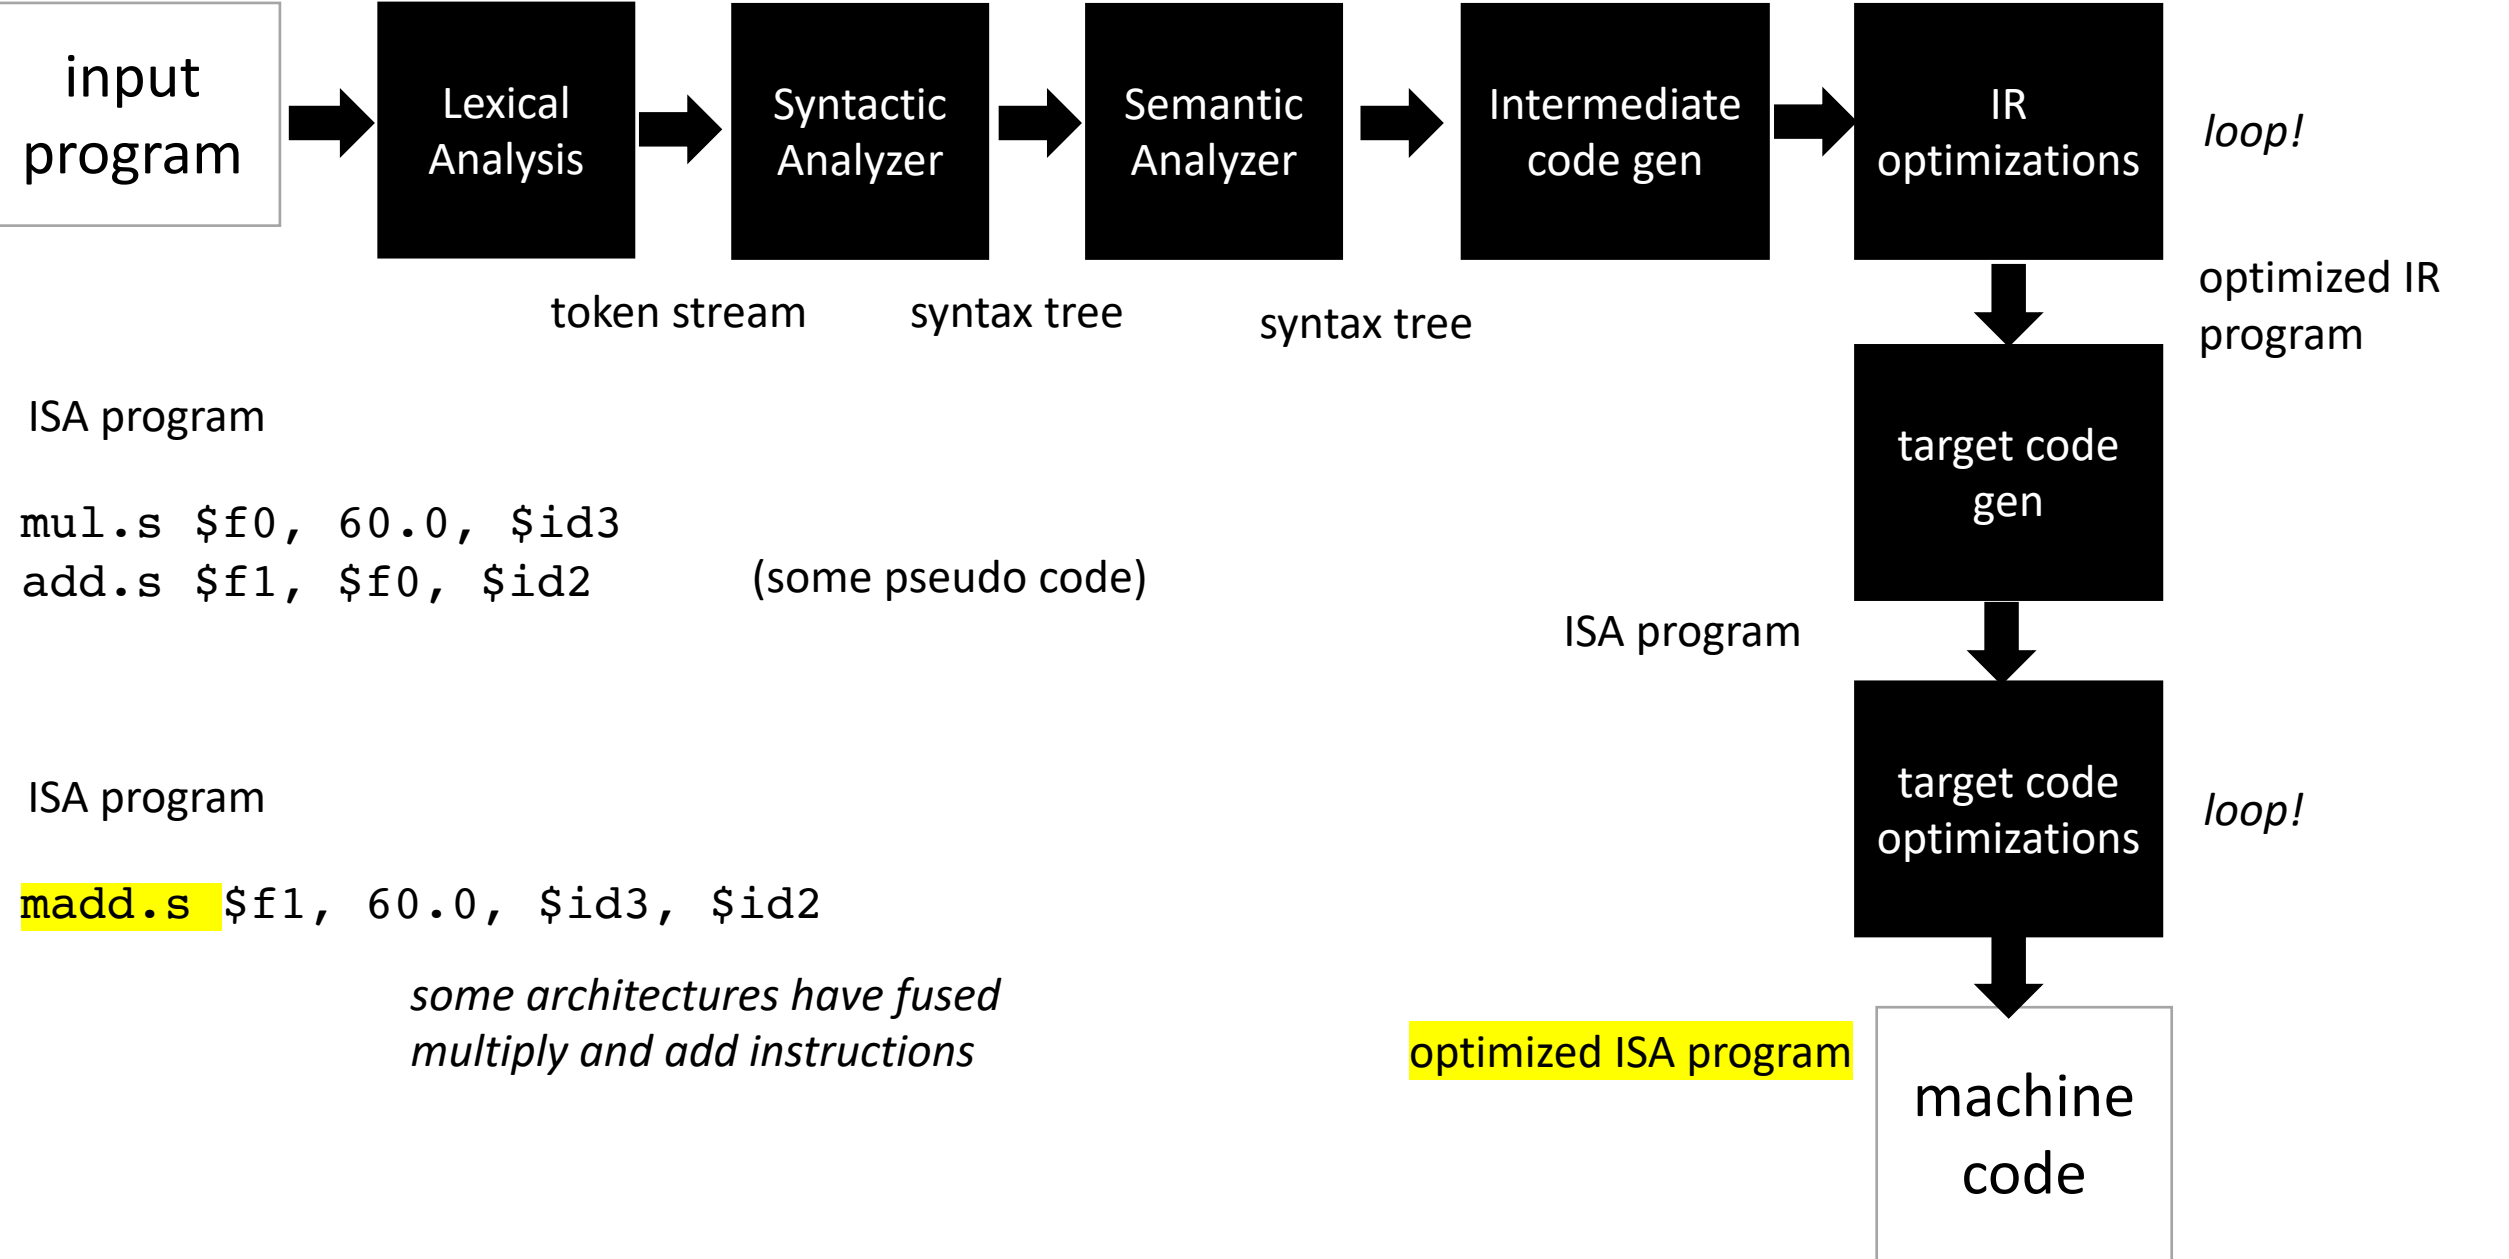 input
program
Lexical
Analysis
Syntactic
Analyzer
Semantic
Analyzer
Intermediate
code gen
IR
optimizations
loop!
token stream
syntax tree
syntax tree
optimized IR
program
ISA program
mul.s $f0, 60.0, $id3
add.s $f1, $f0, $id2
(some pseudo code)
target code
gen
ISA program
ISA program
madd.s $f1, 60.0, $id3, $id2
some architectures have fused
multiply and add instructions
target code
optimizations
loop!
optimized ISA program
machine
code